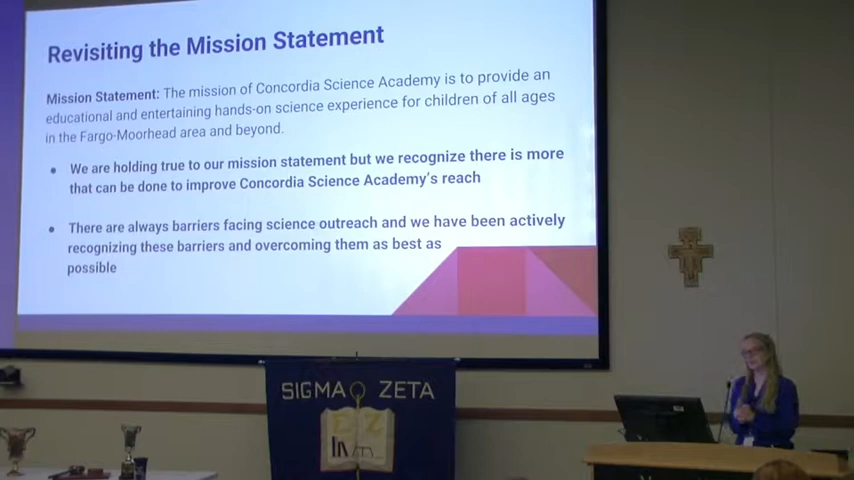 Revisiting the Mission Statement
Mission Statement: The mission of Concordia Science Academy is to provide an
educational and entertaining hands-on science experience for children of all ages
in the Fargo-Moorhead area and beyond.
• We are holding true to our mission statement but we recognize there is more
that can be done to improve Concordia Science Academy's reach
• There are always barriers facing science outreach and we have been actively
recognizing these barriers and overcoming them as best as
possible
SIGMA ZETA
Σ Z